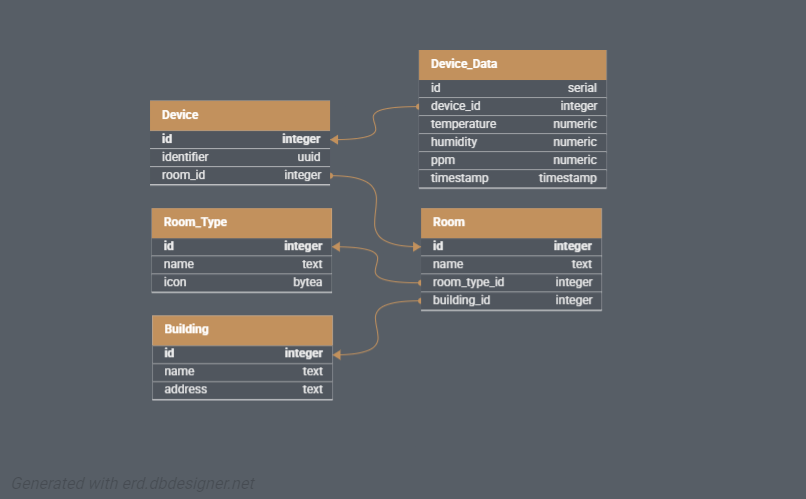 Device_Data
id serial
device_id integer
temperature numeric
humidity numeric
ppm numeric
timestamp timestamp
Device
id integer
identifier uuid
room_id integer
Room_Type
id integer
name text
icon bytea
Room
id integer
name text
room_type_id integer
building_id integer
Building
id integer
name text
address text
Generated with erd.dbdesigner.net